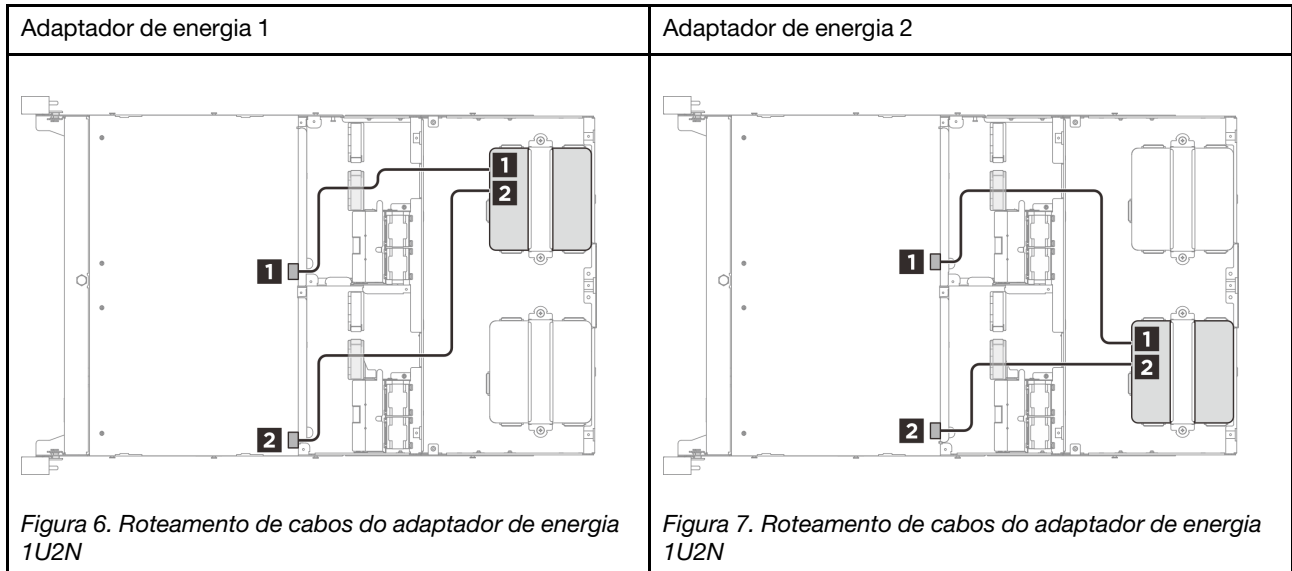 Adaptador de energia 1
Adaptador de energia 2
1
2
1
2
1
2
1
2
Figura 6. Roteamento de cabos do adaptador de energia
1U2N
Figura 7. Roteamento de cabos do adaptador de energia
1U2N